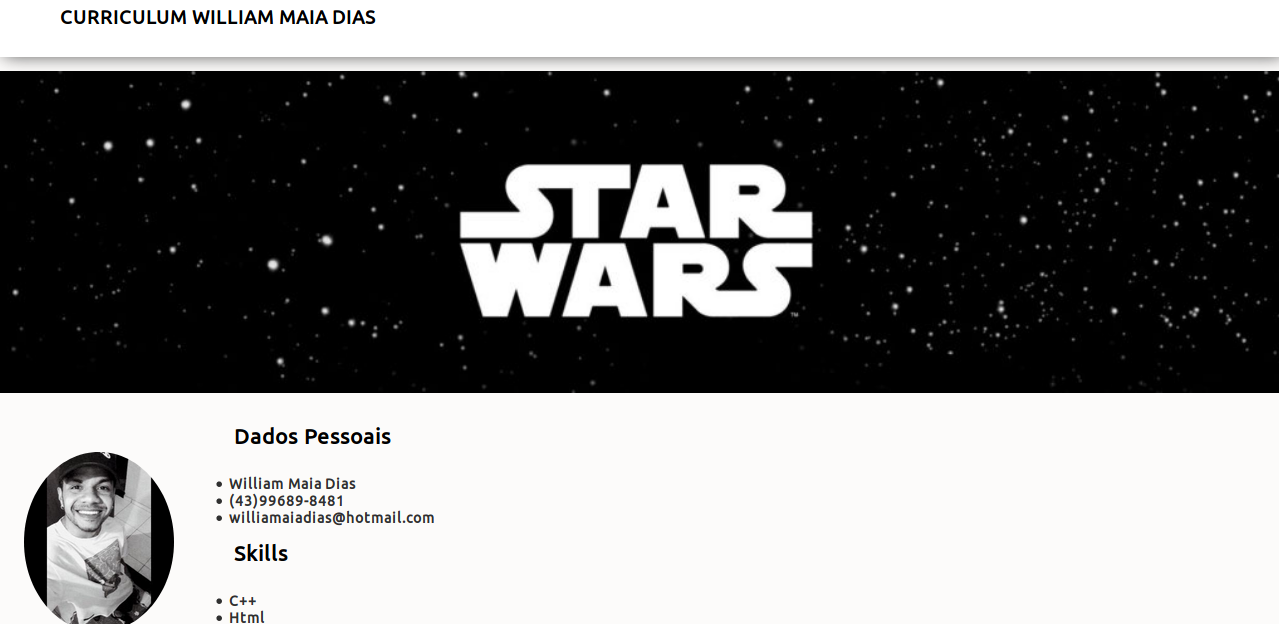 CURRICULUM WILLIAM MAIA DIAS
STAR
WARS
™
Dados Pessoais
William Maia Dias
(43)99689-8481
williamaiadias@hotmail.com
Skills
C++
Html